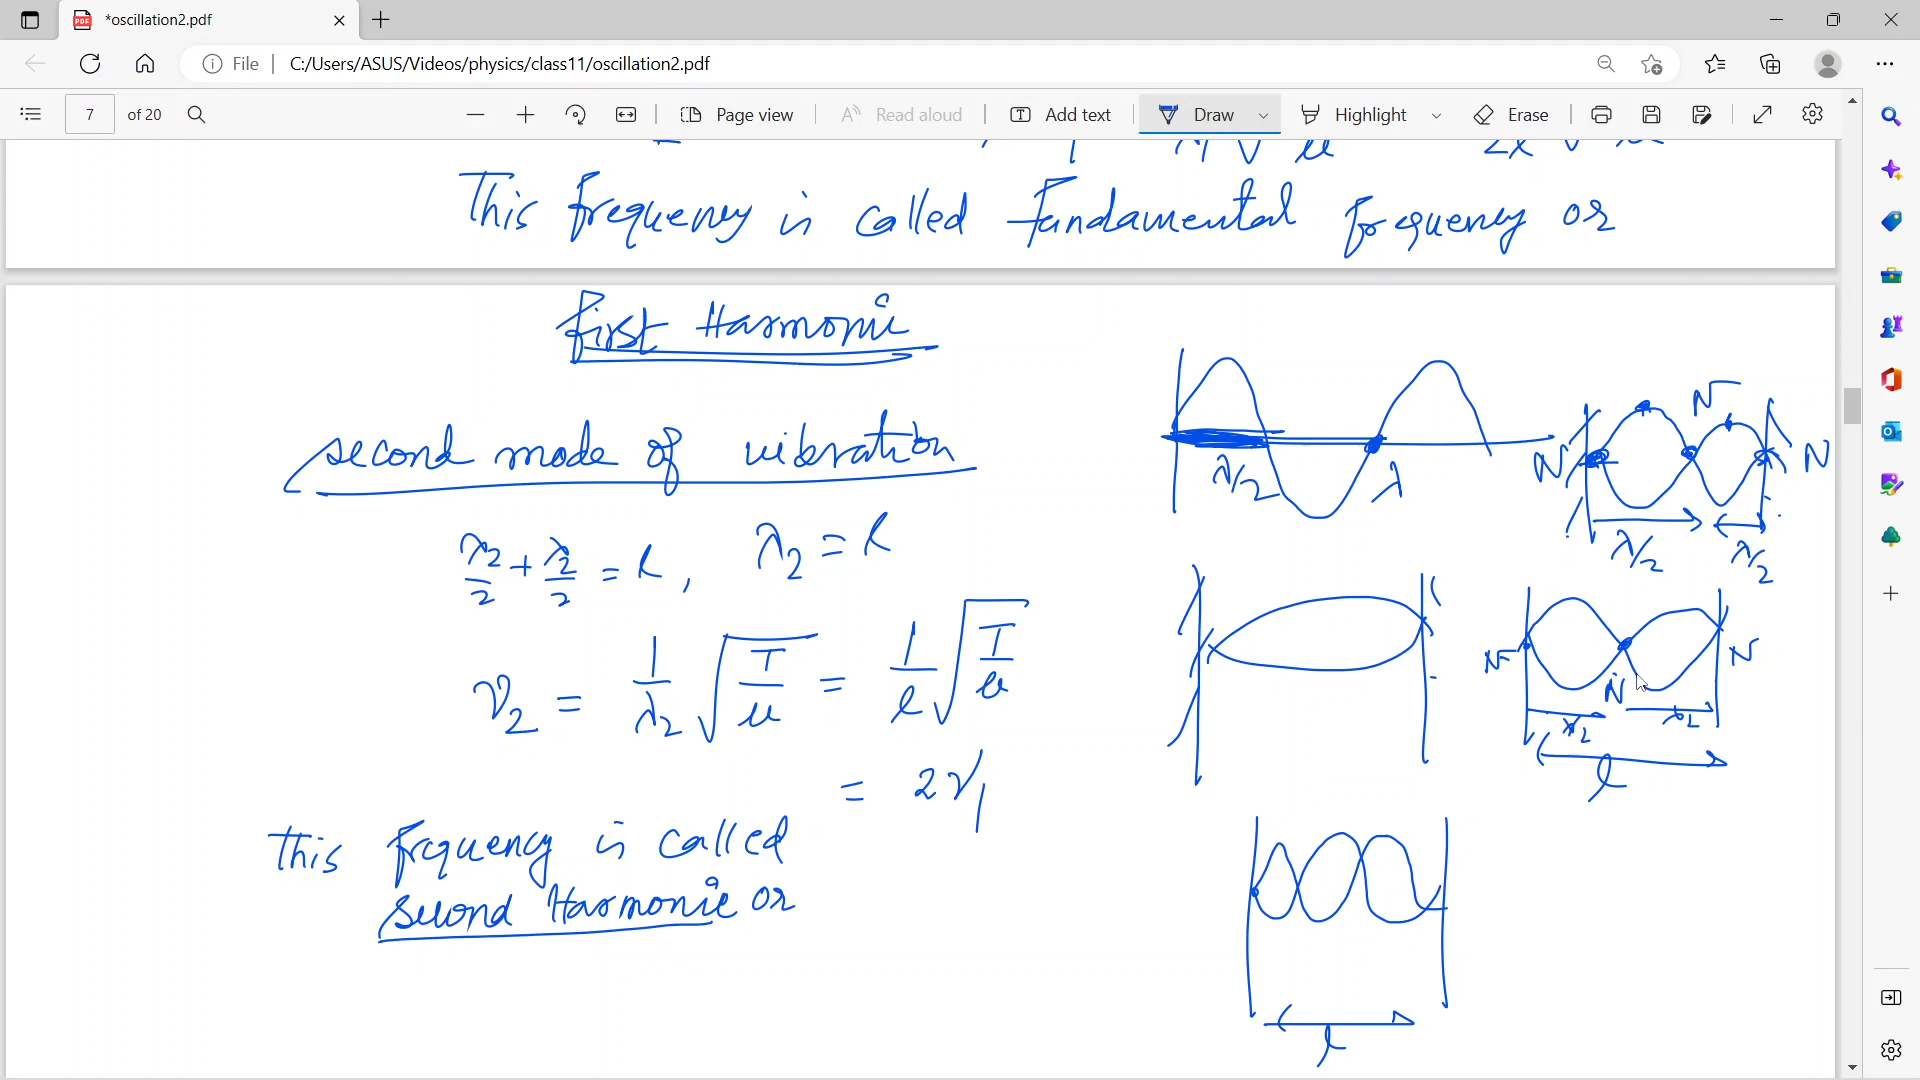 *oscillation2.pdf
File | C:/Users/ASUS/Videos/physics/class11/oscillation2.pdf
7 of 20 Page view Read aloud Add text Draw Highlight Erase
This frequency is called Fundamental frequency or
first Harmonic
second mode of vibration
λ/2 λ
N N N
λ/2 λ/2
λ2/2 + λ2/2 = l, λ2 = l
ν2 = 1/λ2 √T/μ = 1/l √T/μ
N N N
l
= 2ν1
This frequency is called
second Harmonic or
l